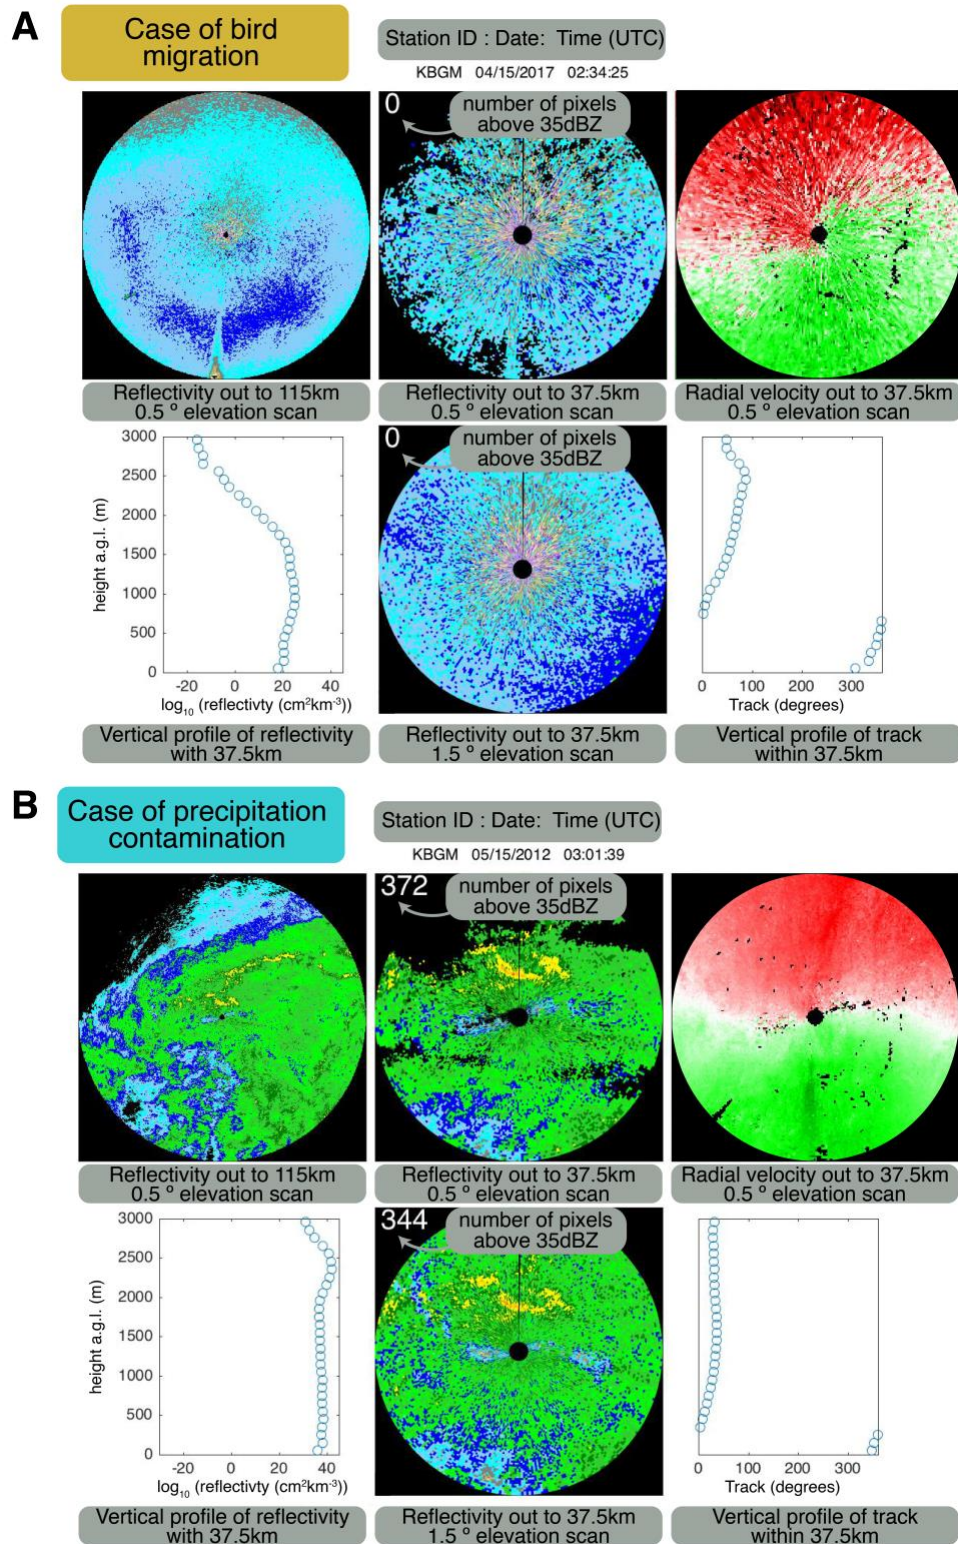 A
Case of bird
migration
Station ID : Date: Time (UTC)
KBGM 04/15/2017 02:34:25
0
number of pixels
above 35dBZ
Reflectivity out to 115km
0.5 º elevation scan
Reflectivity out to 37.5km
0.5 º elevation scan
Radial velocity out to 37.5km
0.5 º elevation scan
0
number of pixels
above 35dBZ
3000
2500
2000
1500
1000
500
0
height a.g.l. (m)
-20 0 20 40
log10 (reflectivty (cm2km-3))
0 100 200 300
Track (degrees)
Vertical profile of reflectivity
with 37.5km
Reflectivity out to 37.5km
1.5 º elevation scan
Vertical profile of track
within 37.5km
B
Case of precipitation
contamination
Station ID : Date: Time (UTC)
KBGM 05/15/2012 03:01:39
372
number of pixels
above 35dBZ
Reflectivity out to 115km
0.5 º elevation scan
Reflectivity out to 37.5km
0.5 º elevation scan
Radial velocity out to 37.5km
0.5 º elevation scan
344
number of pixels
above 35dBZ
3000
2500
2000
1500
1000
500
0
height a.g.l. (m)
-20 0 20 40
log10 (reflectivty (cm2km-3))
0 100 200 300
Track (degrees)
Vertical profile of reflectivity
with 37.5km
Reflectivity out to 37.5km
1.5 º elevation scan
Vertical profile of track
within 37.5km